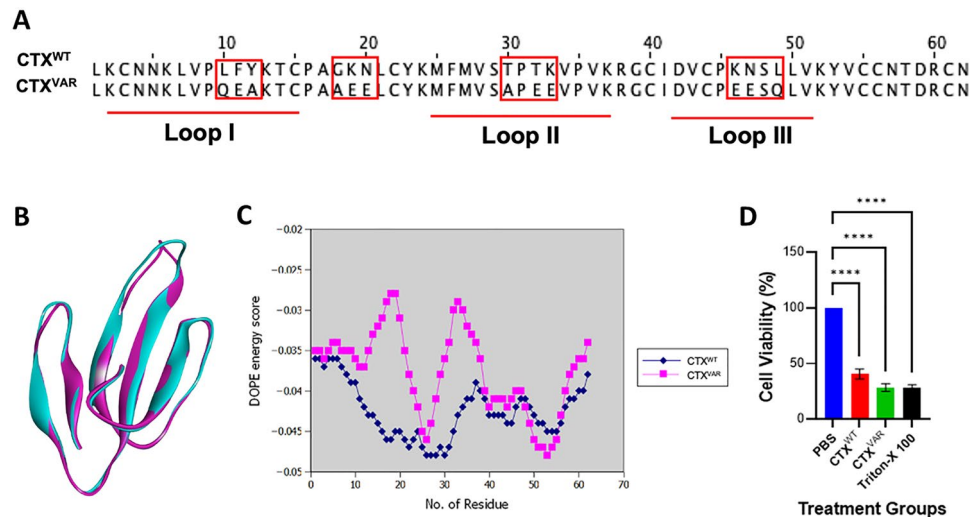 A
10 20 30 40 50 60
CTXWT
LKCNNKLVPLFYKTCPAGKNLCYKMFMVSTPTKVPVKRGCIDVCPKNSLLVKYVCCNTDRCN
CTXVAR
LKCNNKLVPQEAKTCPAAEELCYKMFMVSAPEEVPVKRGCIDVCPEESQLVKYVCCNTDRCN
Loop I Loop II Loop III
B
C
DOPE energy score
−0.02
−0.025
−0.03
−0.035
−0.04
−0.045
−0.05
0 10 20 30 40 50 60 70
No. of Residue
CTXWT
CTXVAR
D
Cell Viability (%)
150
100
50
0
****
****
****
PBS
CTXWT
CTXVAR
Triton-X 100
Treatment Groups